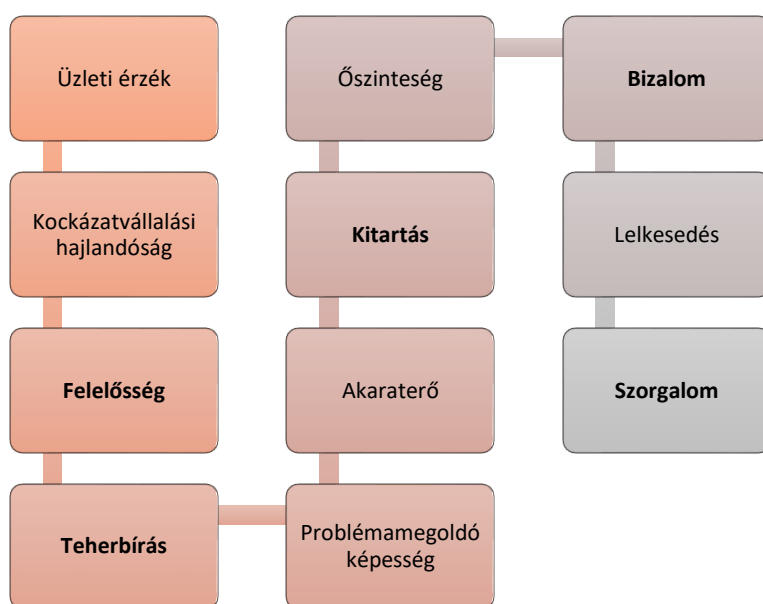 Üzleti érzék
Kockázatvállalási
hajlandóság
Felelősség
Teherbírás
Problémamegoldó
képesség
Akaraterő
Kitartás
Őszinteség
Bizalom
Lelkesedés
Szorgalom